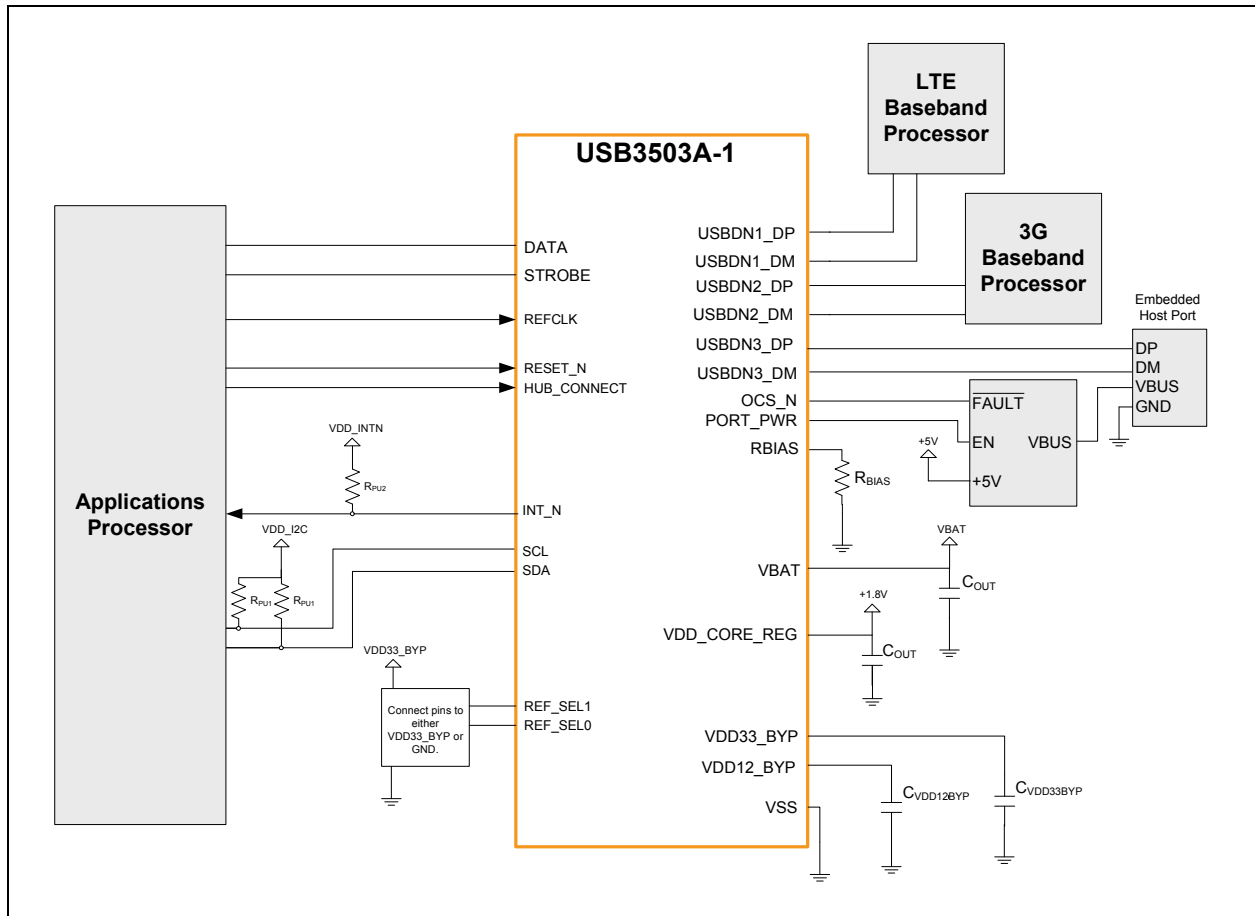 LTE
Baseband
Processor
USB3503A-1
3G
Baseband
Processor
Embedded
Host Port
Applications
Processor
DATA
STROBE
REFCLK
RESET_N
HUB_CONNECT
VDD_INTN
RPU2
INT_N
VDD_I2C
SCL
SDA
RPU1
RPU1
VDD33_BYP
Connect pins to
either
VDD33_BYP or
GND.
REF_SEL1
REF_SEL0
USBDN1_DP
USBDN1_DM
USBDN2_DP
USBDN2_DM
USBDN3_DP
USBDN3_DM
OCS_N
PORT_PWR
RBIAS
RBIAS
DP
DM
VBUS
GND
FAULT
EN
VBUS
+5V
+5V
VBAT
VBAT
COUT
+1.8V
VDD_CORE_REG
COUT
VDD33_BYP
VDD12_BYP
VSS
CVDD12BYP
CVDD33BYP